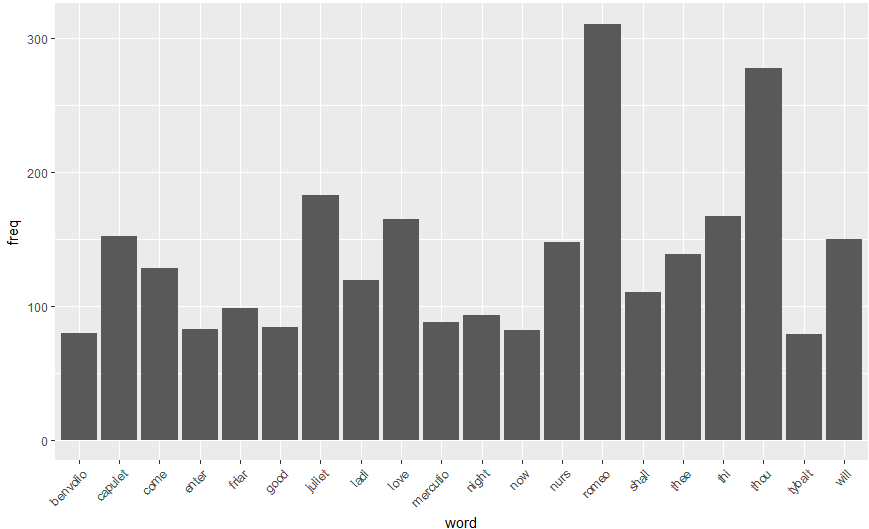 freq
300
200
100
0
benvolio
capulet
come
enter
friar
good
juliet
ladi
love
mercutio
night
now
nurs
romeo
shall
thee
thi
thou
tybalt
will
word